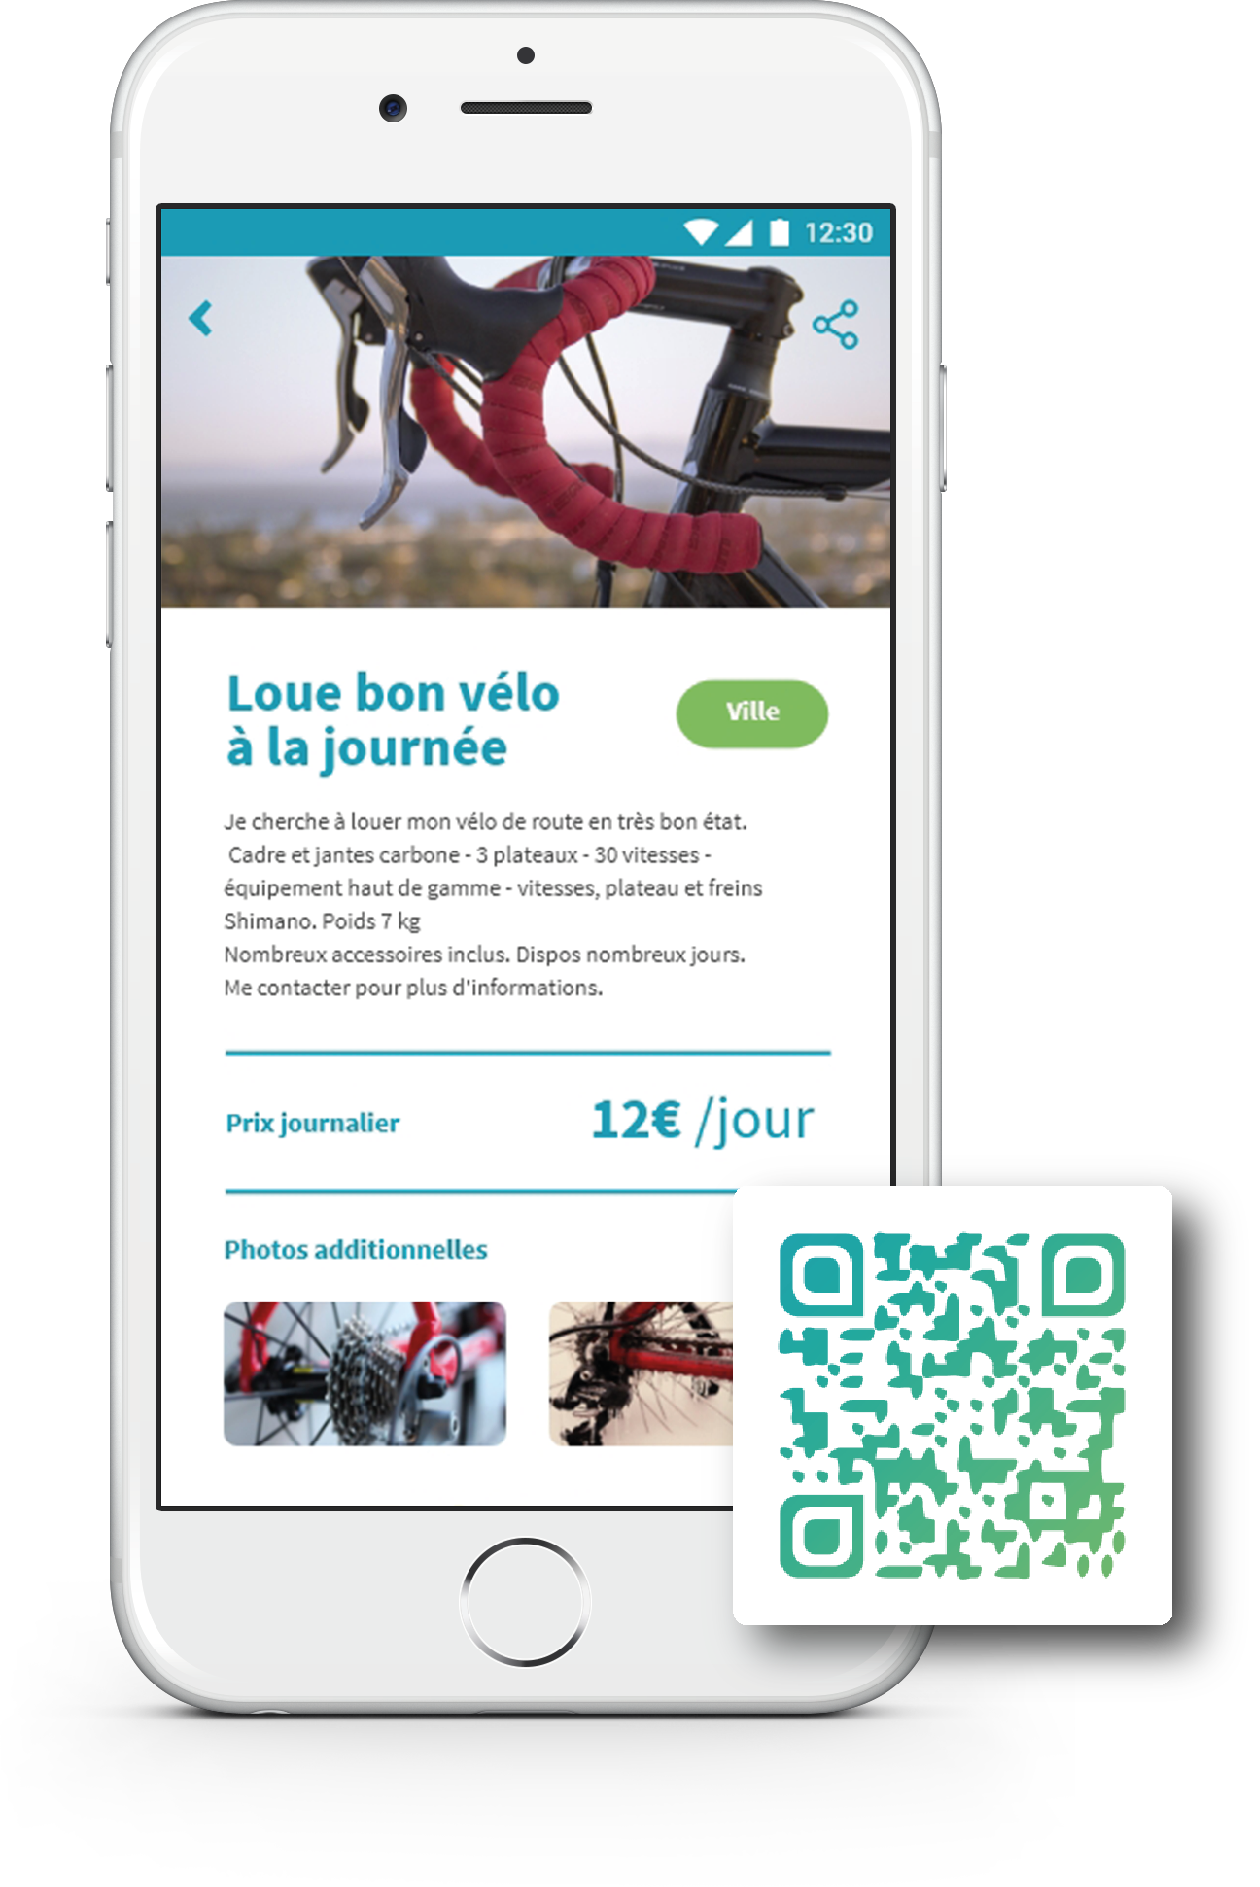 12:30
Loue bon vélo
à la journée
Ville
Je cherche à louer mon vélo de route en très bon état.
Cadre et jantes carbone - 3 plateaux - 30 vitesses -
équipement haut de gamme - vitesses, plateau et freins
Shimano. Poids 7 kg
Nombreux accessoires inclus. Dispos nombreux jours.
Me contacter pour plus d'informations.
Prix journalier
12€ /jour
Photos additionnelles